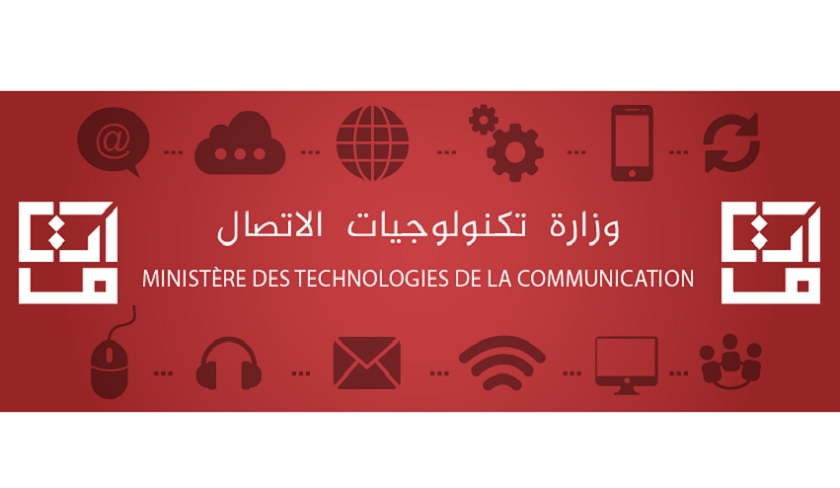 @
وزارة تكنولوجيات الاتصال
MINISTÈRE DES TECHNOLOGIES DE LA COMMUNICATION